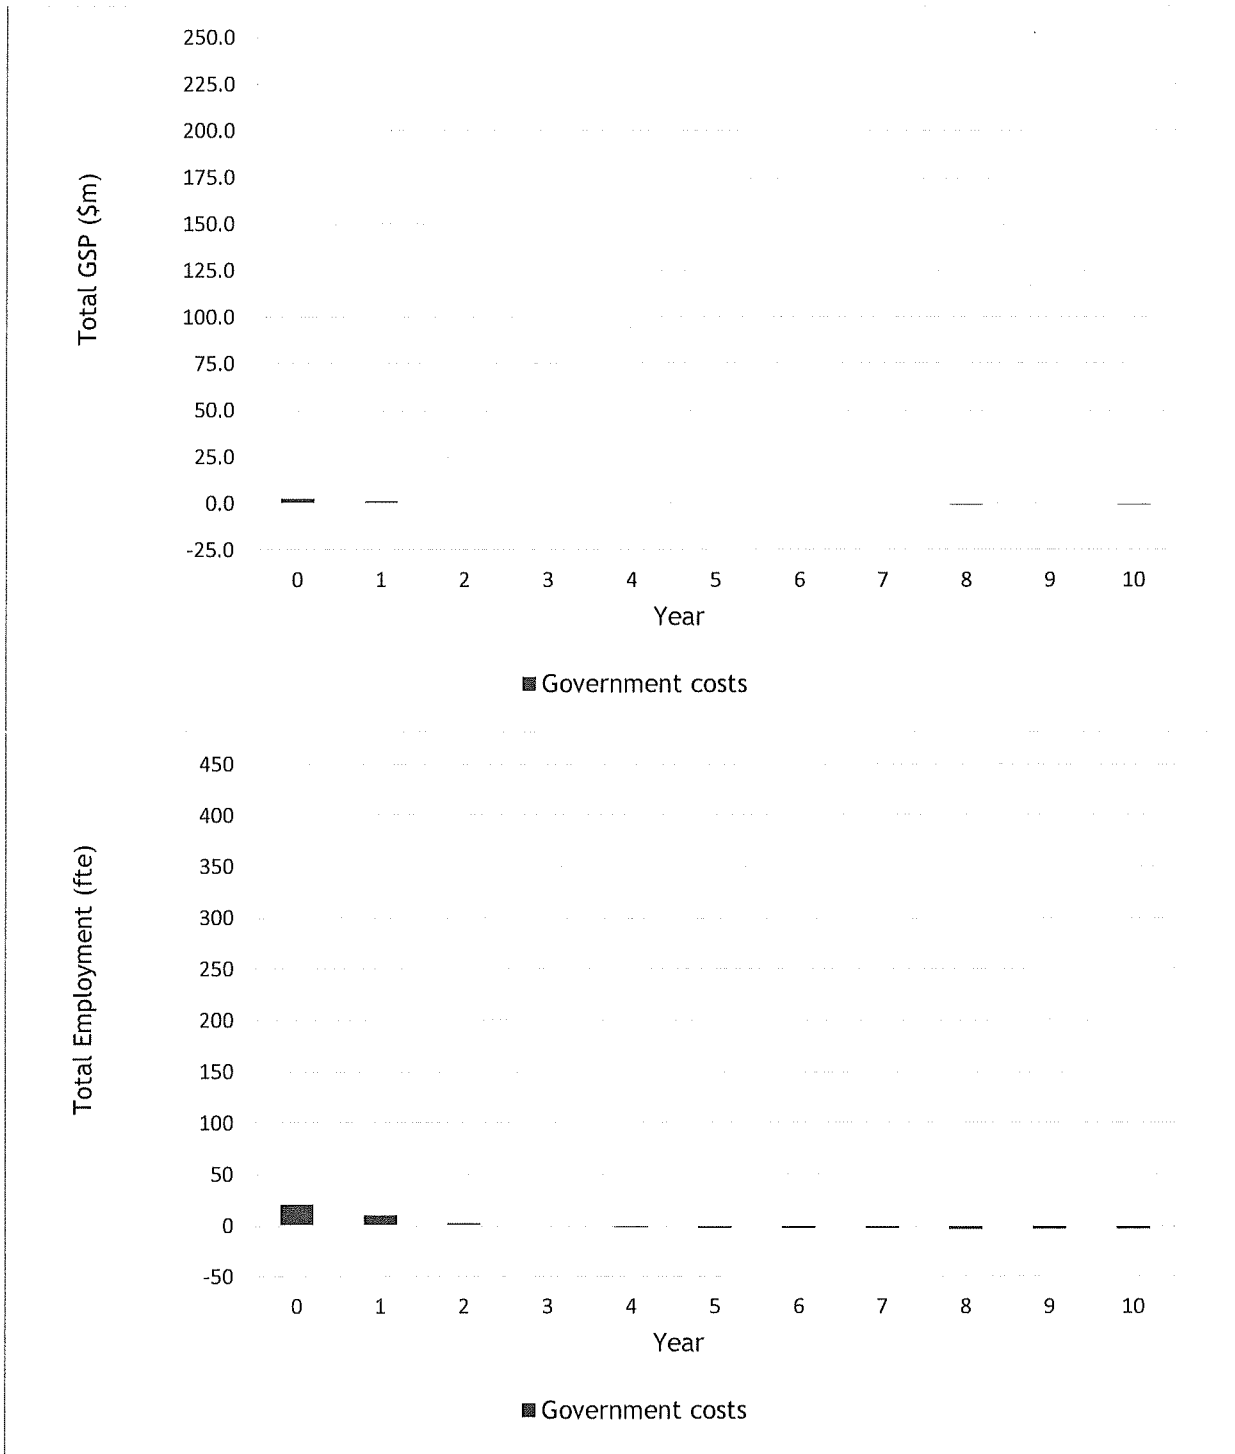 250.0
225.0
200.0
175.0
150.0
125.0
100.0
75.0
50.0
25.0
0.0
-25.0
Total GSP ($m)
0 1 2 3 4 5 6 7 8 9 10
Year
Government costs
450
400
350
300
250
200
150
100
50
0
-50
Total Employment (fte)
0 1 2 3 4 5 6 7 8 9 10
Year
Government costs